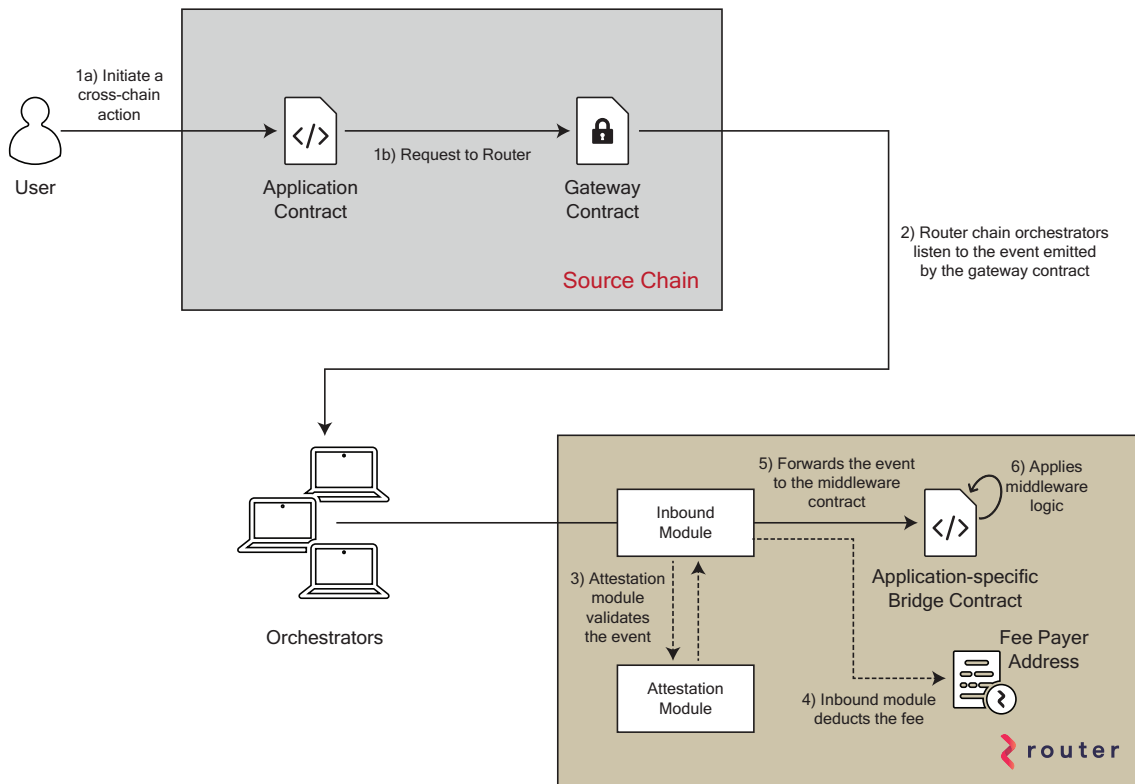 1a) Initiate a
cross-chain
action
User
</>
Application
Contract
1b) Request to Router
Gateway
Contract
Source Chain
2) Router chain orchestrators
listen to the event emitted
by the gateway contract
Orchestrators
Inbound
Module
5) Forwards the event
to the middleware
contract
6) Applies
middleware
logic
</>
Application-specific
Bridge Contract
3) Attestation
module
validates
the event
Attestation
Module
Fee Payer
Address
4) Inbound module
deducts the fee
router